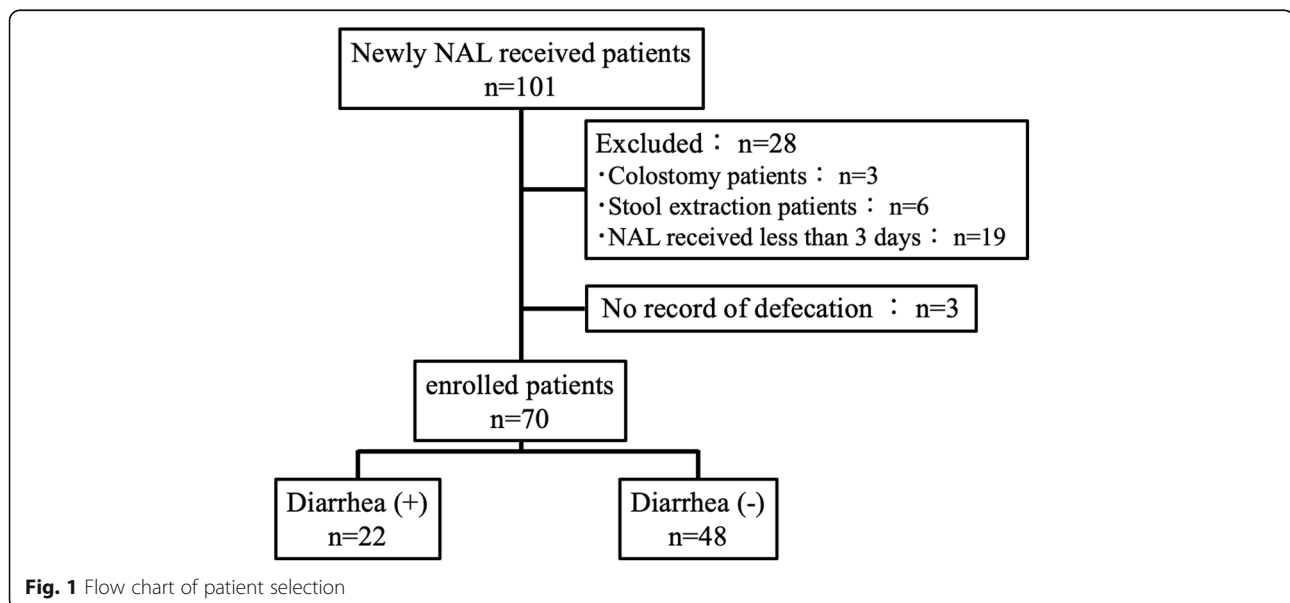 Newly NAL received patients
n=101
Excluded： n=28
･Colostomy patients： n=3
･Stool extraction patients： n=6
･NAL received less than 3 days： n=19
No record of defecation ： n=3
enrolled patients
n=70
Diarrhea (+)
n=22
Diarrhea (-)
n=48
Fig. 1 Flow chart of patient selection